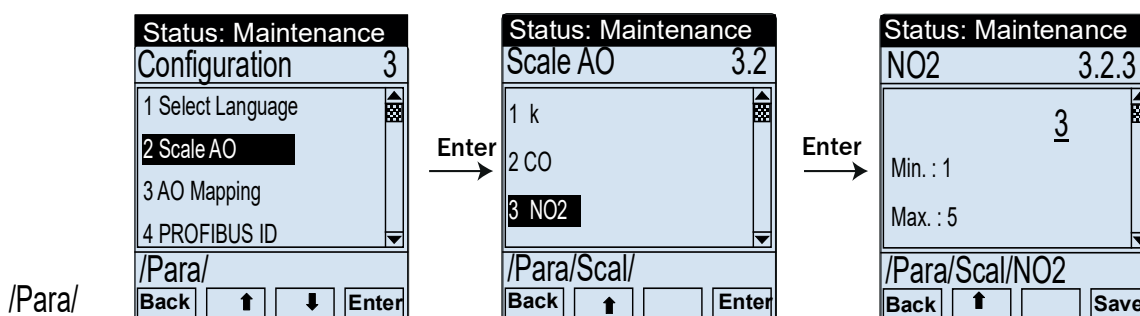 Status: Maintenance
Configuration 3
1 Select Language
2 Scale AO
3 AO Mapping
4 PROFIBUS ID
/Para/
Back Enter
Enter
Status: Maintenance
Scale AO 3.2
1 k
2 CO
3 NO2
/Para/Scal/
Back Enter
Enter
Status: Maintenance
NO2 3.2.3
3
Min. : 1
Max. : 5
/Para/Scal/NO2
Back Save
/Para/